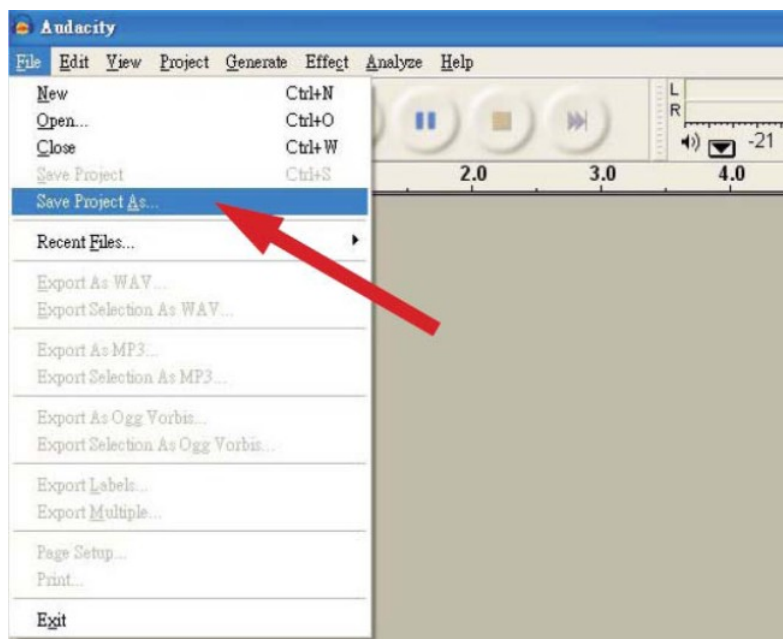 Audacity
File Edit View Project Generate Effect Analyze Help
New Ctrl+N
Open... Ctrl+O
Close Ctrl+W
Save Project Ctrl+S
Save Project As...
Recent Files...
Export As WAV...
Export Selection As WAV...
Export As MP3...
Export Selection As MP3...
Export As Ogg Vorbis...
Export Selection As Ogg Vorbis...
Export Labels...
Export Multiple...
Page Setup...
Print...
Exit
L
R
-21
2.0 3.0 4.0